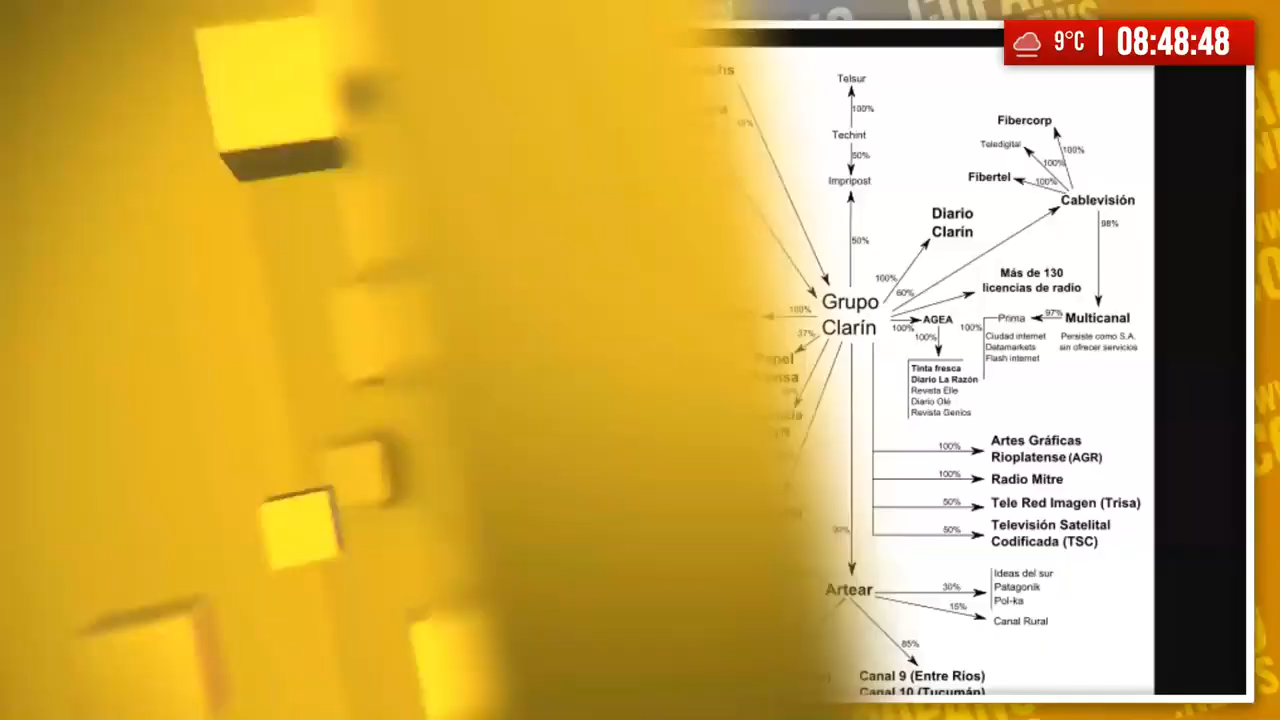 9°C | 08:48:48
Telsur
100%
Techint
50%
Impripost
50%
Fibercorp
Teledigital
100%
100%
Fibertel
100%
Cablevisión
98%
Diario
Clarín
100%
60%
Más de 130
licencias de radio
Grupo
Clarín
100%
37%
100%
AGEA
100%
100%
Prima
97%
Multicanal
Ciudad internet
Datamarkets
Flash internet
Persiste como S.A.
sin ofrecer servicios
Tinta fresca
Diario La Razón
Revista Elle
Diario Olé
Revista Genios
100%
Artes Gráficas
Rioplatense (AGR)
100%
Radio Mitre
50%
Tele Red Imagen (Trisa)
50%
Televisión Satelital
Codificada (TSC)
Artear
30%
Ideas del sur
Patagonik
Pol-ka
15%
Canal Rural
85%
Canal 9 (Entre Ríos)
Canal 10 (Tucumán)